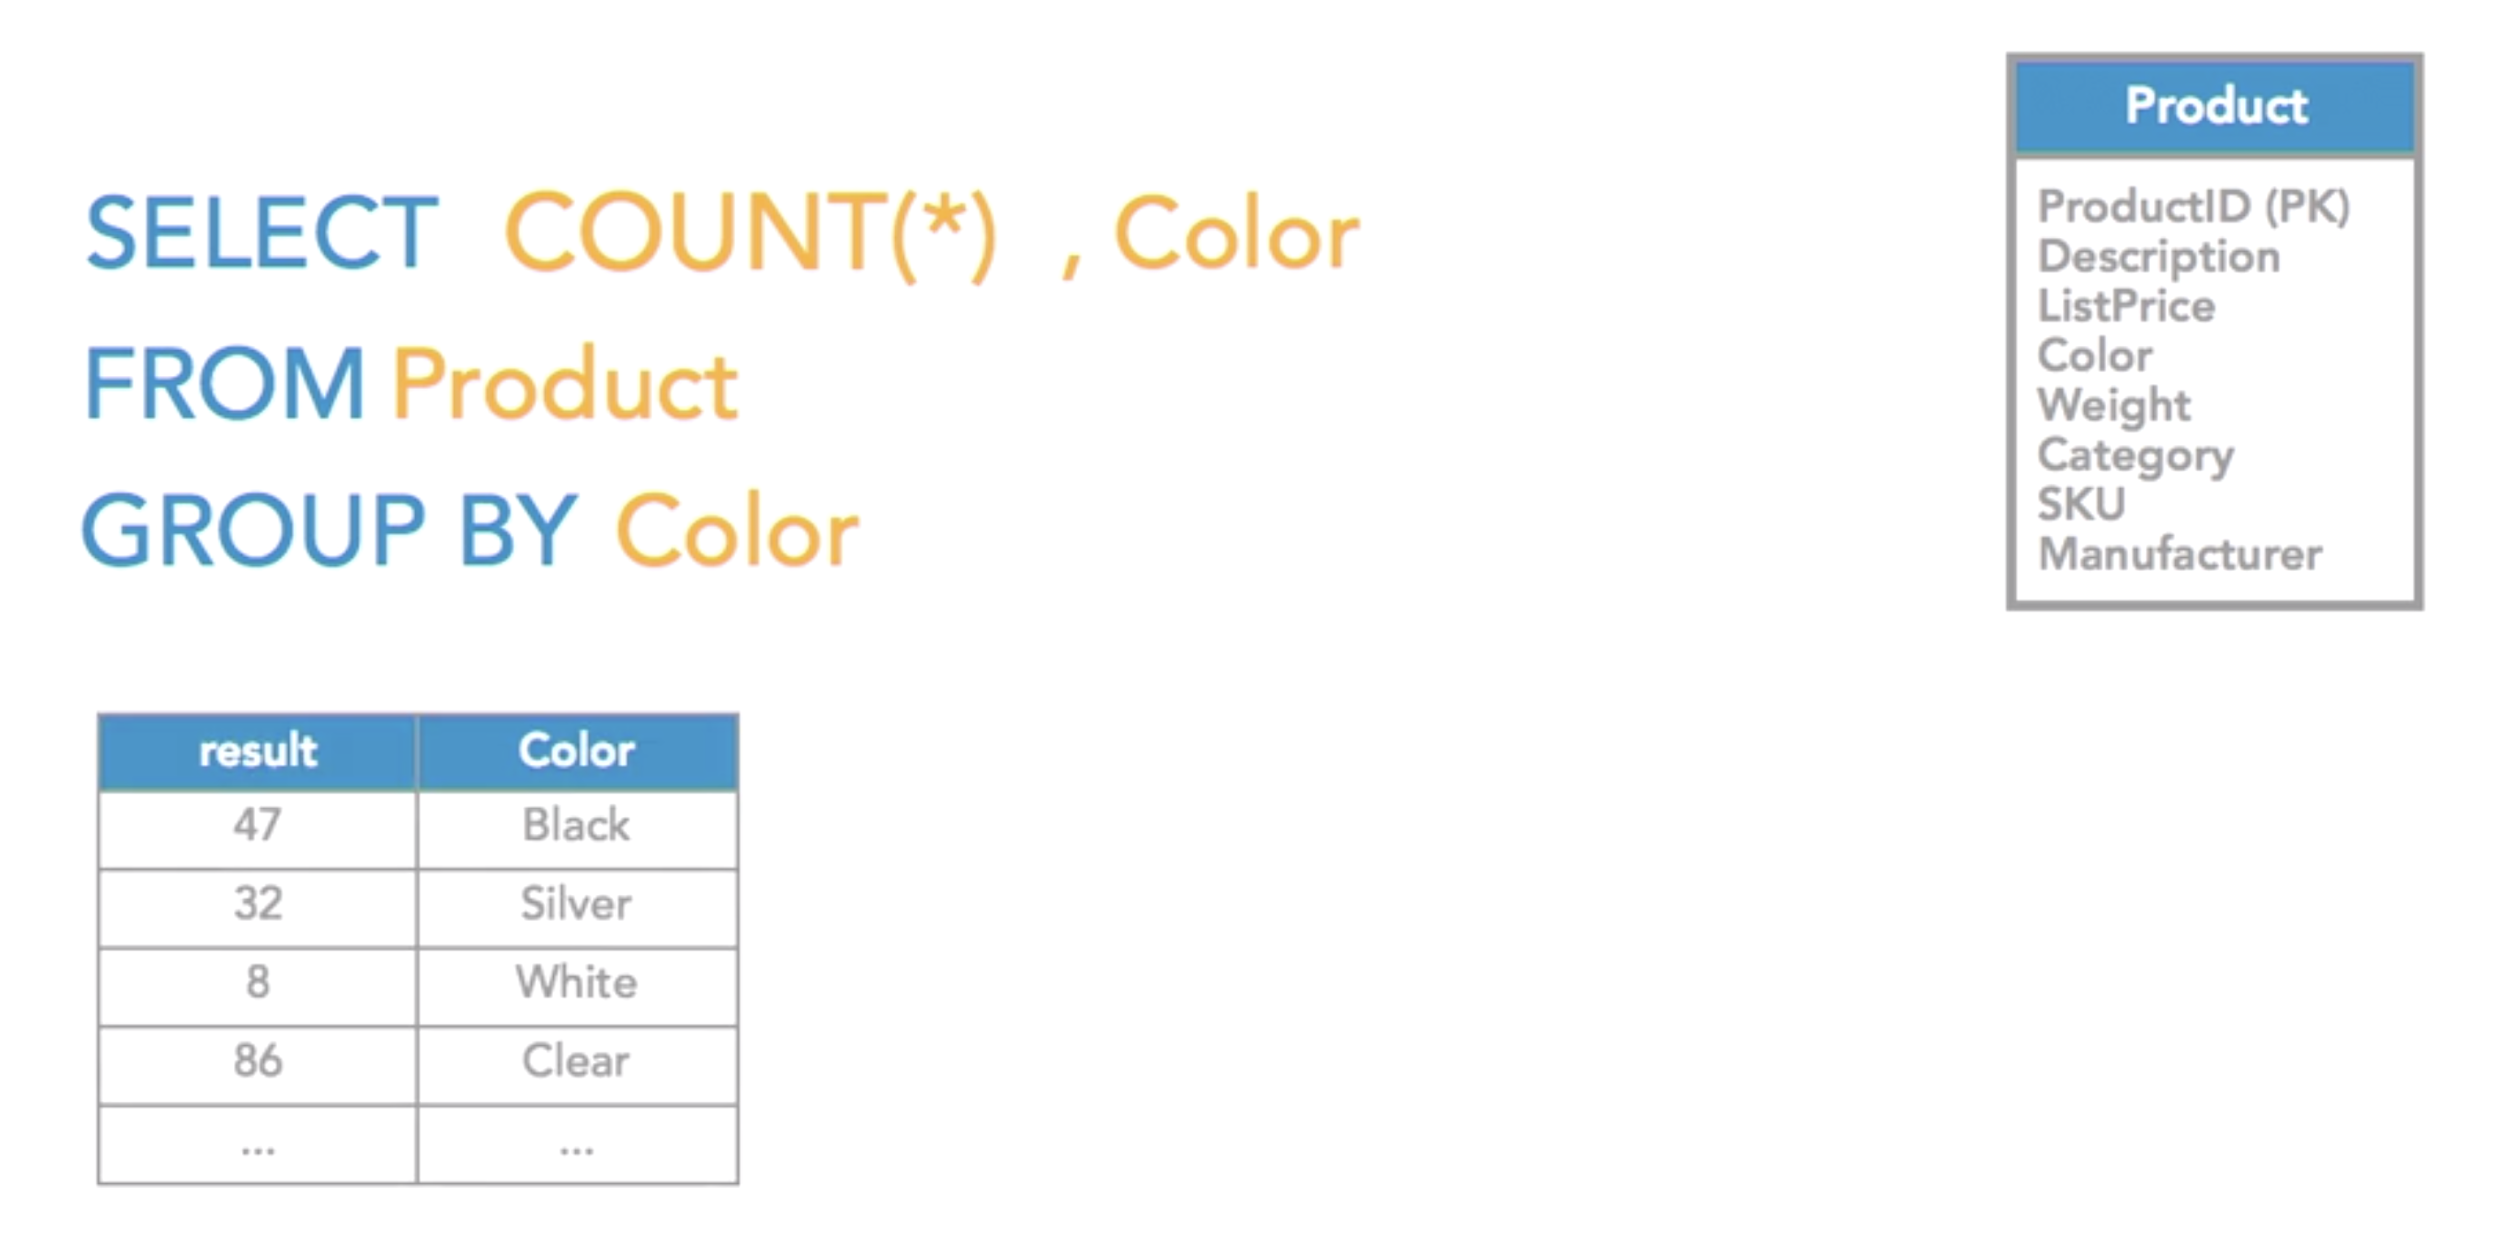 SELECT COUNT(*) , Color
FROM Product
GROUP BY Color
Product
ProductID (PK)
Description
ListPrice
Color
Weight
Category
SKU
Manufacturer
result Color
47 Black
32 Silver
8 White
86 Clear
... ...